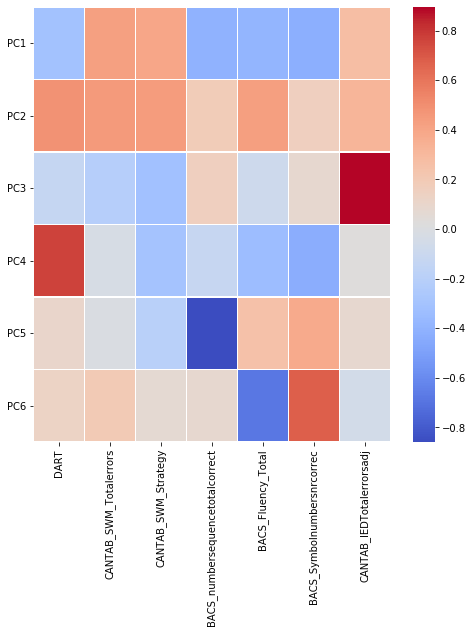 PC1
PC2
PC3
PC4
PC5
PC6
DART
CANTAB_SWM_Totalerrors
CANTAB_SWM_Strategy
BACS_numbersequencetotalcorrect
BACS_Fluency_Total
BACS_Symbolnumbersnrcorrec
CANTAB_IEDTotalerrorsadj
0.8
0.6
0.4
0.2
0.0
−0.2
−0.4
−0.6
−0.8